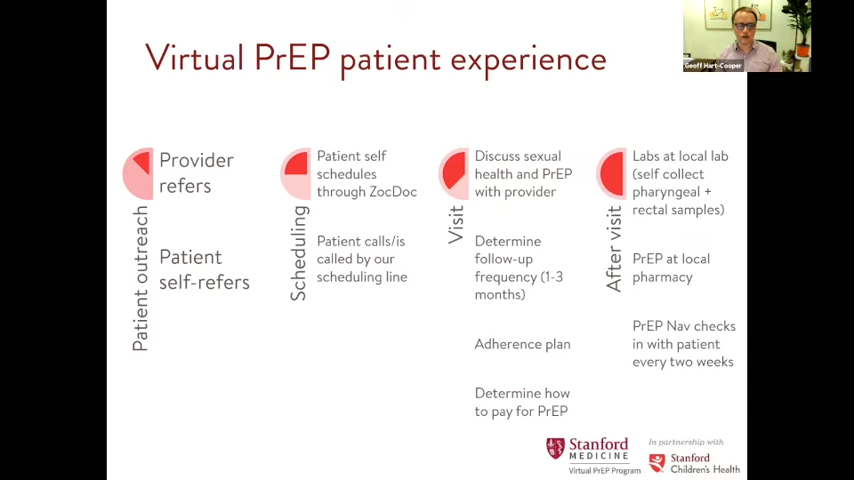 Virtual PrEP patient experience
Geoff Hart-Cooper
Patient outreach
Provider
refers
Patient
self-refers
Scheduling
Patient self
schedules
through ZocDoc
Patient calls/is
called by our
scheduling line
Visit
Discuss sexual
health and PrEP
with provider
Determine
follow-up
frequency (1-3
months)
Adherence plan
Determine how
to pay for PrEP
After visit
Labs at local lab
(self collect
pharyngeal +
rectal samples)
PrEP at local
pharmacy
PrEP Nav checks
in with patient
every two weeks
Stanford
MEDICINE
Virtual PrEP Program
In partnership with
Stanford
Children's Health